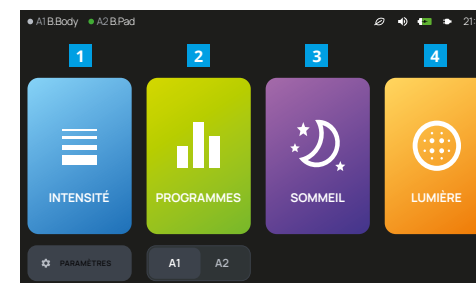 A1 B.Body A2 B.Pad 21:
1 2 3 4
INTENSITÉ PROGRAMMES SOMMEIL LUMIÈRE
PARAMÈTRES A1 A2